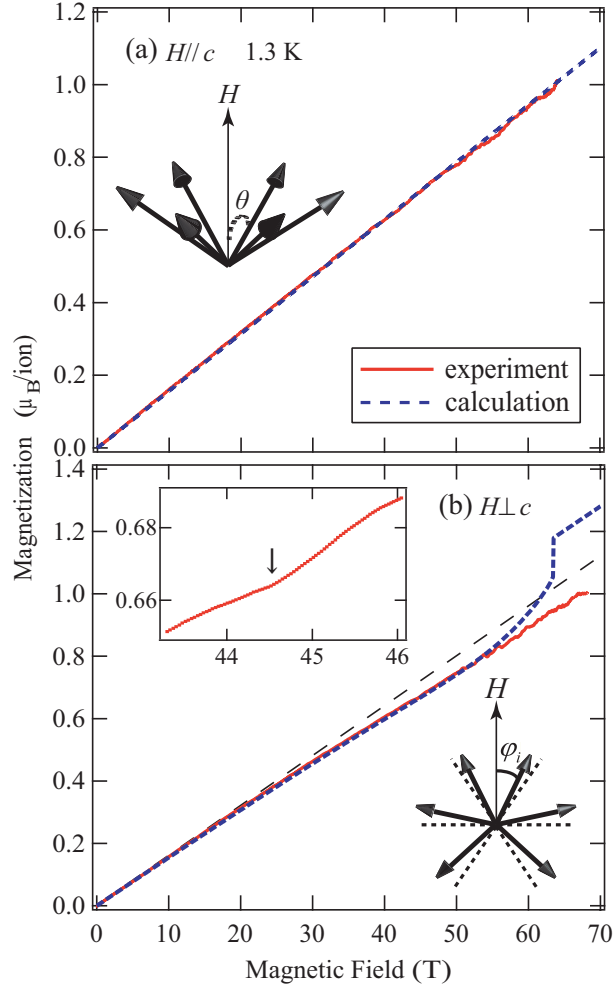 1.2
(a) H//c 1.3 K
1.0
H
0.8
θ
0.6
0.4
experiment
0.2
calculation
0.0
Magnetization (μB/ion)
1.4
(b) H⊥c
1.2
0.68
1.0
0.66
0.8
44 45 46
H
0.6
φi
0.4
0.2
0.0
0 10 20 30 40 50 60 70
Magnetic Field (T)